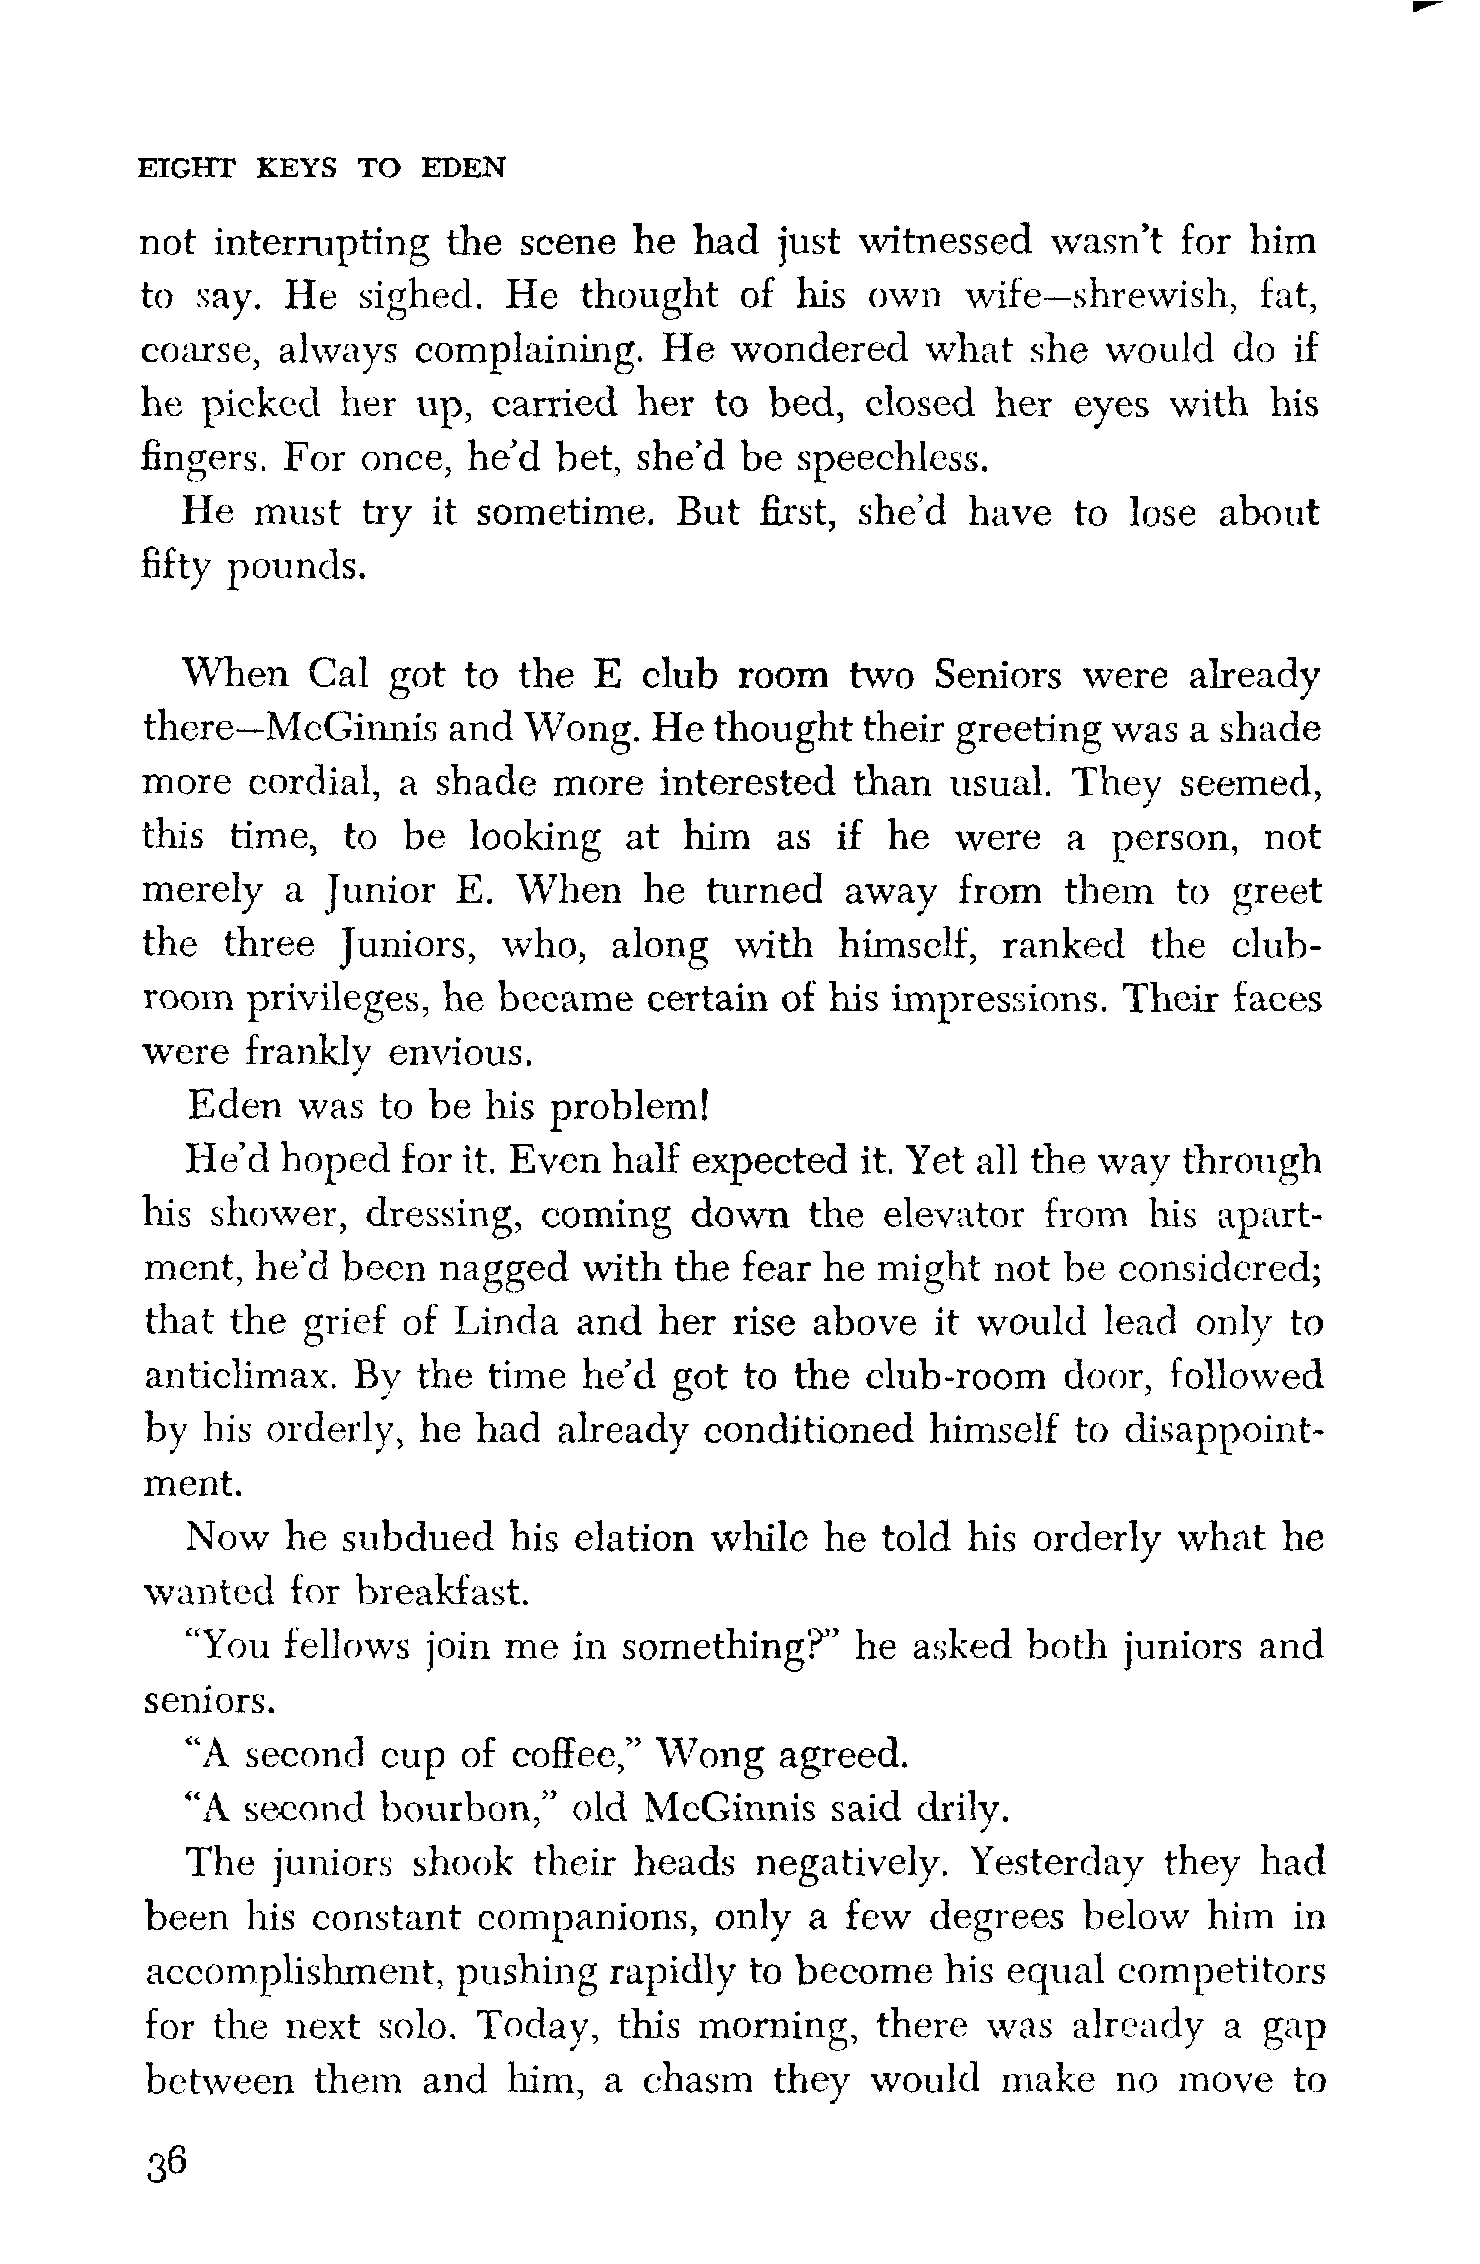 EIGHT KEYS TO EDEN
not interrupting the scene he had just witnessed wasn't for him
to say. He sighed. He thought of his own wife—shrewish, fat,
coarse, always complaining. He wondered what she would do if
he picked her up, carried her to bed, closed her eyes with his
fingers. For once, he'd bet, she'd be speechless.
He must try it sometime. But first, she'd have to lose about
fifty pounds.
When Cal got to the E club room two Seniors were already
there—McGinnis and Wong. He thought their greeting was a shade
more cordial, a shade more interested than usual. They seemed,
this time, to be looking at him as if he were a person, not
merely a Junior E. When he turned away from them to greet
the three Juniors, who, along with himself, ranked the club-
room privileges, he became certain of his impressions. Their faces
were frankly envious.
Eden was to be his problem!
He'd hoped for it. Even half expected it. Yet all the way through
his shower, dressing, coming down the elevator from his apart-
ment, he'd been nagged with the fear he might not be considered;
that the grief of Linda and her rise above it would lead only to
anticlimax. By the time he'd got to the club-room door, followed
by his orderly, he had already conditioned himself to disappoint-
ment.
Now he subdued his elation while he told his orderly what he
wanted for breakfast.
“You fellows join me in something?” he asked both juniors and
seniors.
“A second cup of coffee,” Wong agreed.
“A second bourbon,” old McGinnis said drily.
The juniors shook their heads negatively. Yesterday they had
been his constant companions, only a few degrees below him in
accomplishment, pushing rapidly to become his equal competitors
for the next solo. Today, this morning, there was already a gap
between them and him, a chasm they would make no move to
36